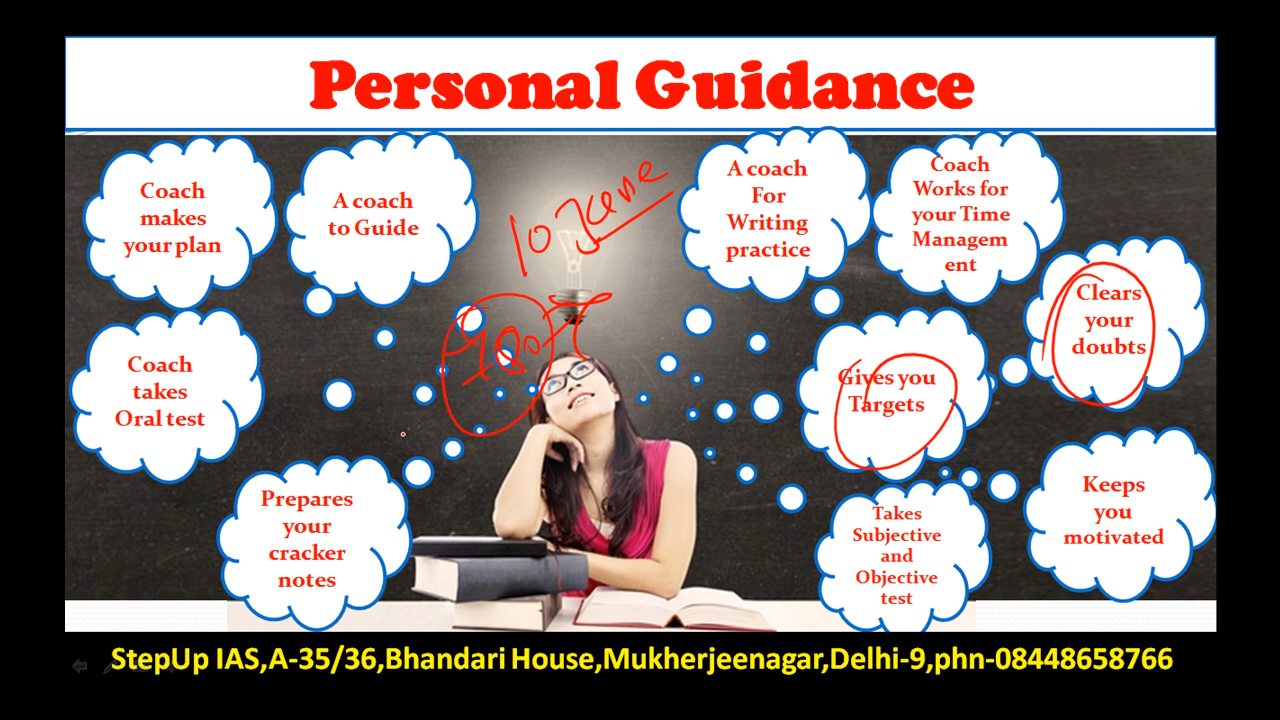 Personal Guidance
Coach
makes
your plan
A coach
to Guide
A coach
For
Writing
practice
Coach
Works for
your Time
Managem
ent
Clears
your
doubts
Coach
takes
Oral test
Gives you
Targets
Prepares
your
cracker
notes
Takes
Subjective
and
Objective
test
Keeps
you
motivated
10
StepUp IAS,A-35/36,Bhandari House,Mukherjeenagar,Delhi-9,phn-08448658766